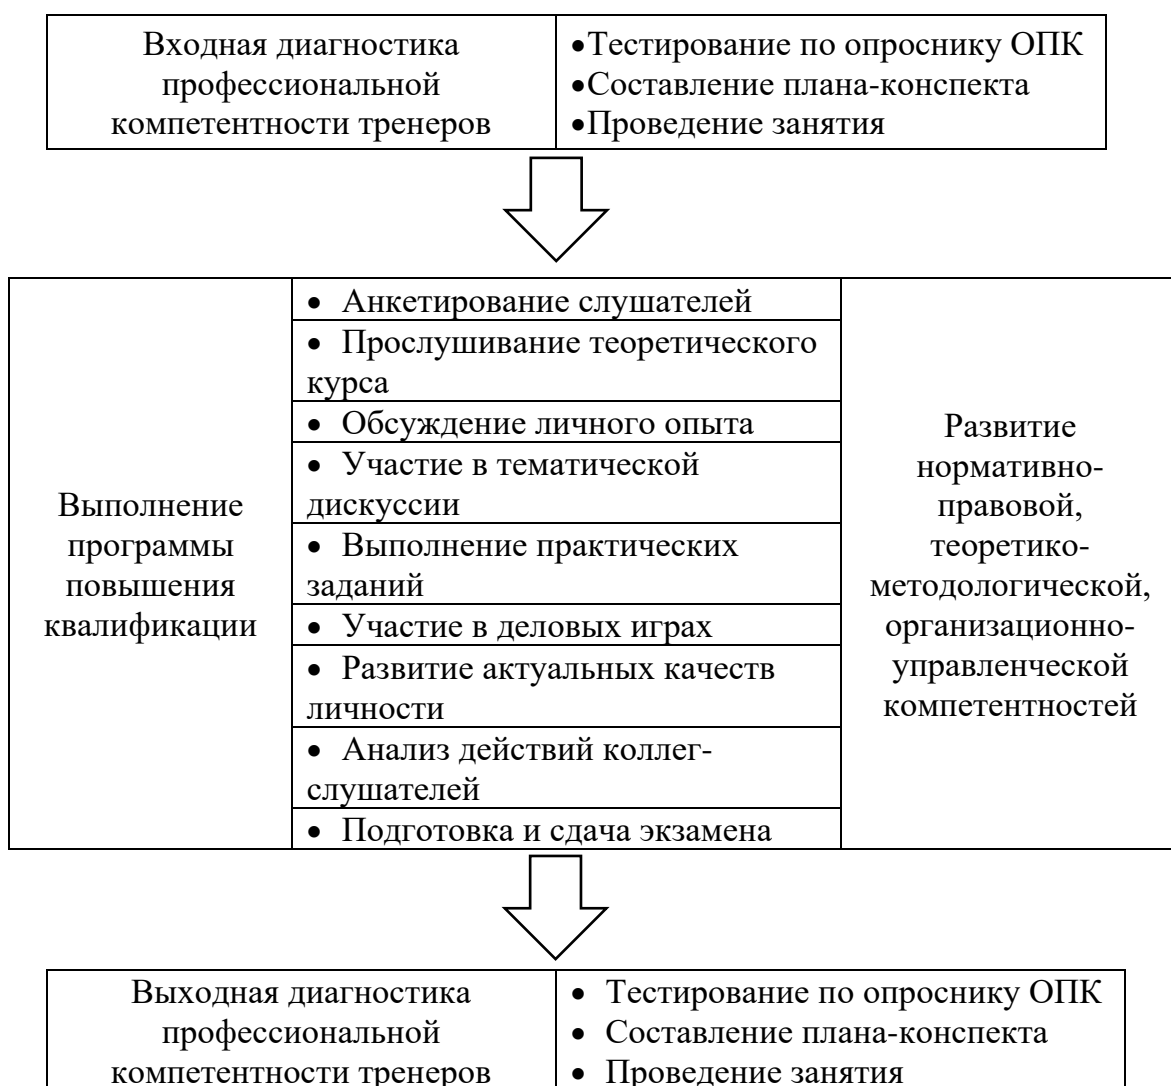 Входная диагностика
профессиональной
компетентности тренеров
•Тестирование по опроснику ОПК
•Составление плана-конспекта
•Проведение занятия
Выполнение
программы
повышения
квалификации
• Анкетирование слушателей
• Прослушивание теоретического
курса
• Обсуждение личного опыта
• Участие в тематической
дискуссии
• Выполнение практических
заданий
• Участие в деловых играх
• Развитие актуальных качеств
личности
• Анализ действий коллег-
слушателей
• Подготовка и сдача экзамена
Развитие
нормативно-
правовой,
теоретико-
методологической,
организационно-
управленческой
компетентностей
Выходная диагностика
профессиональной
компетентности тренеров
• Тестирование по опроснику ОПК
• Составление плана-конспекта
• Проведение занятия